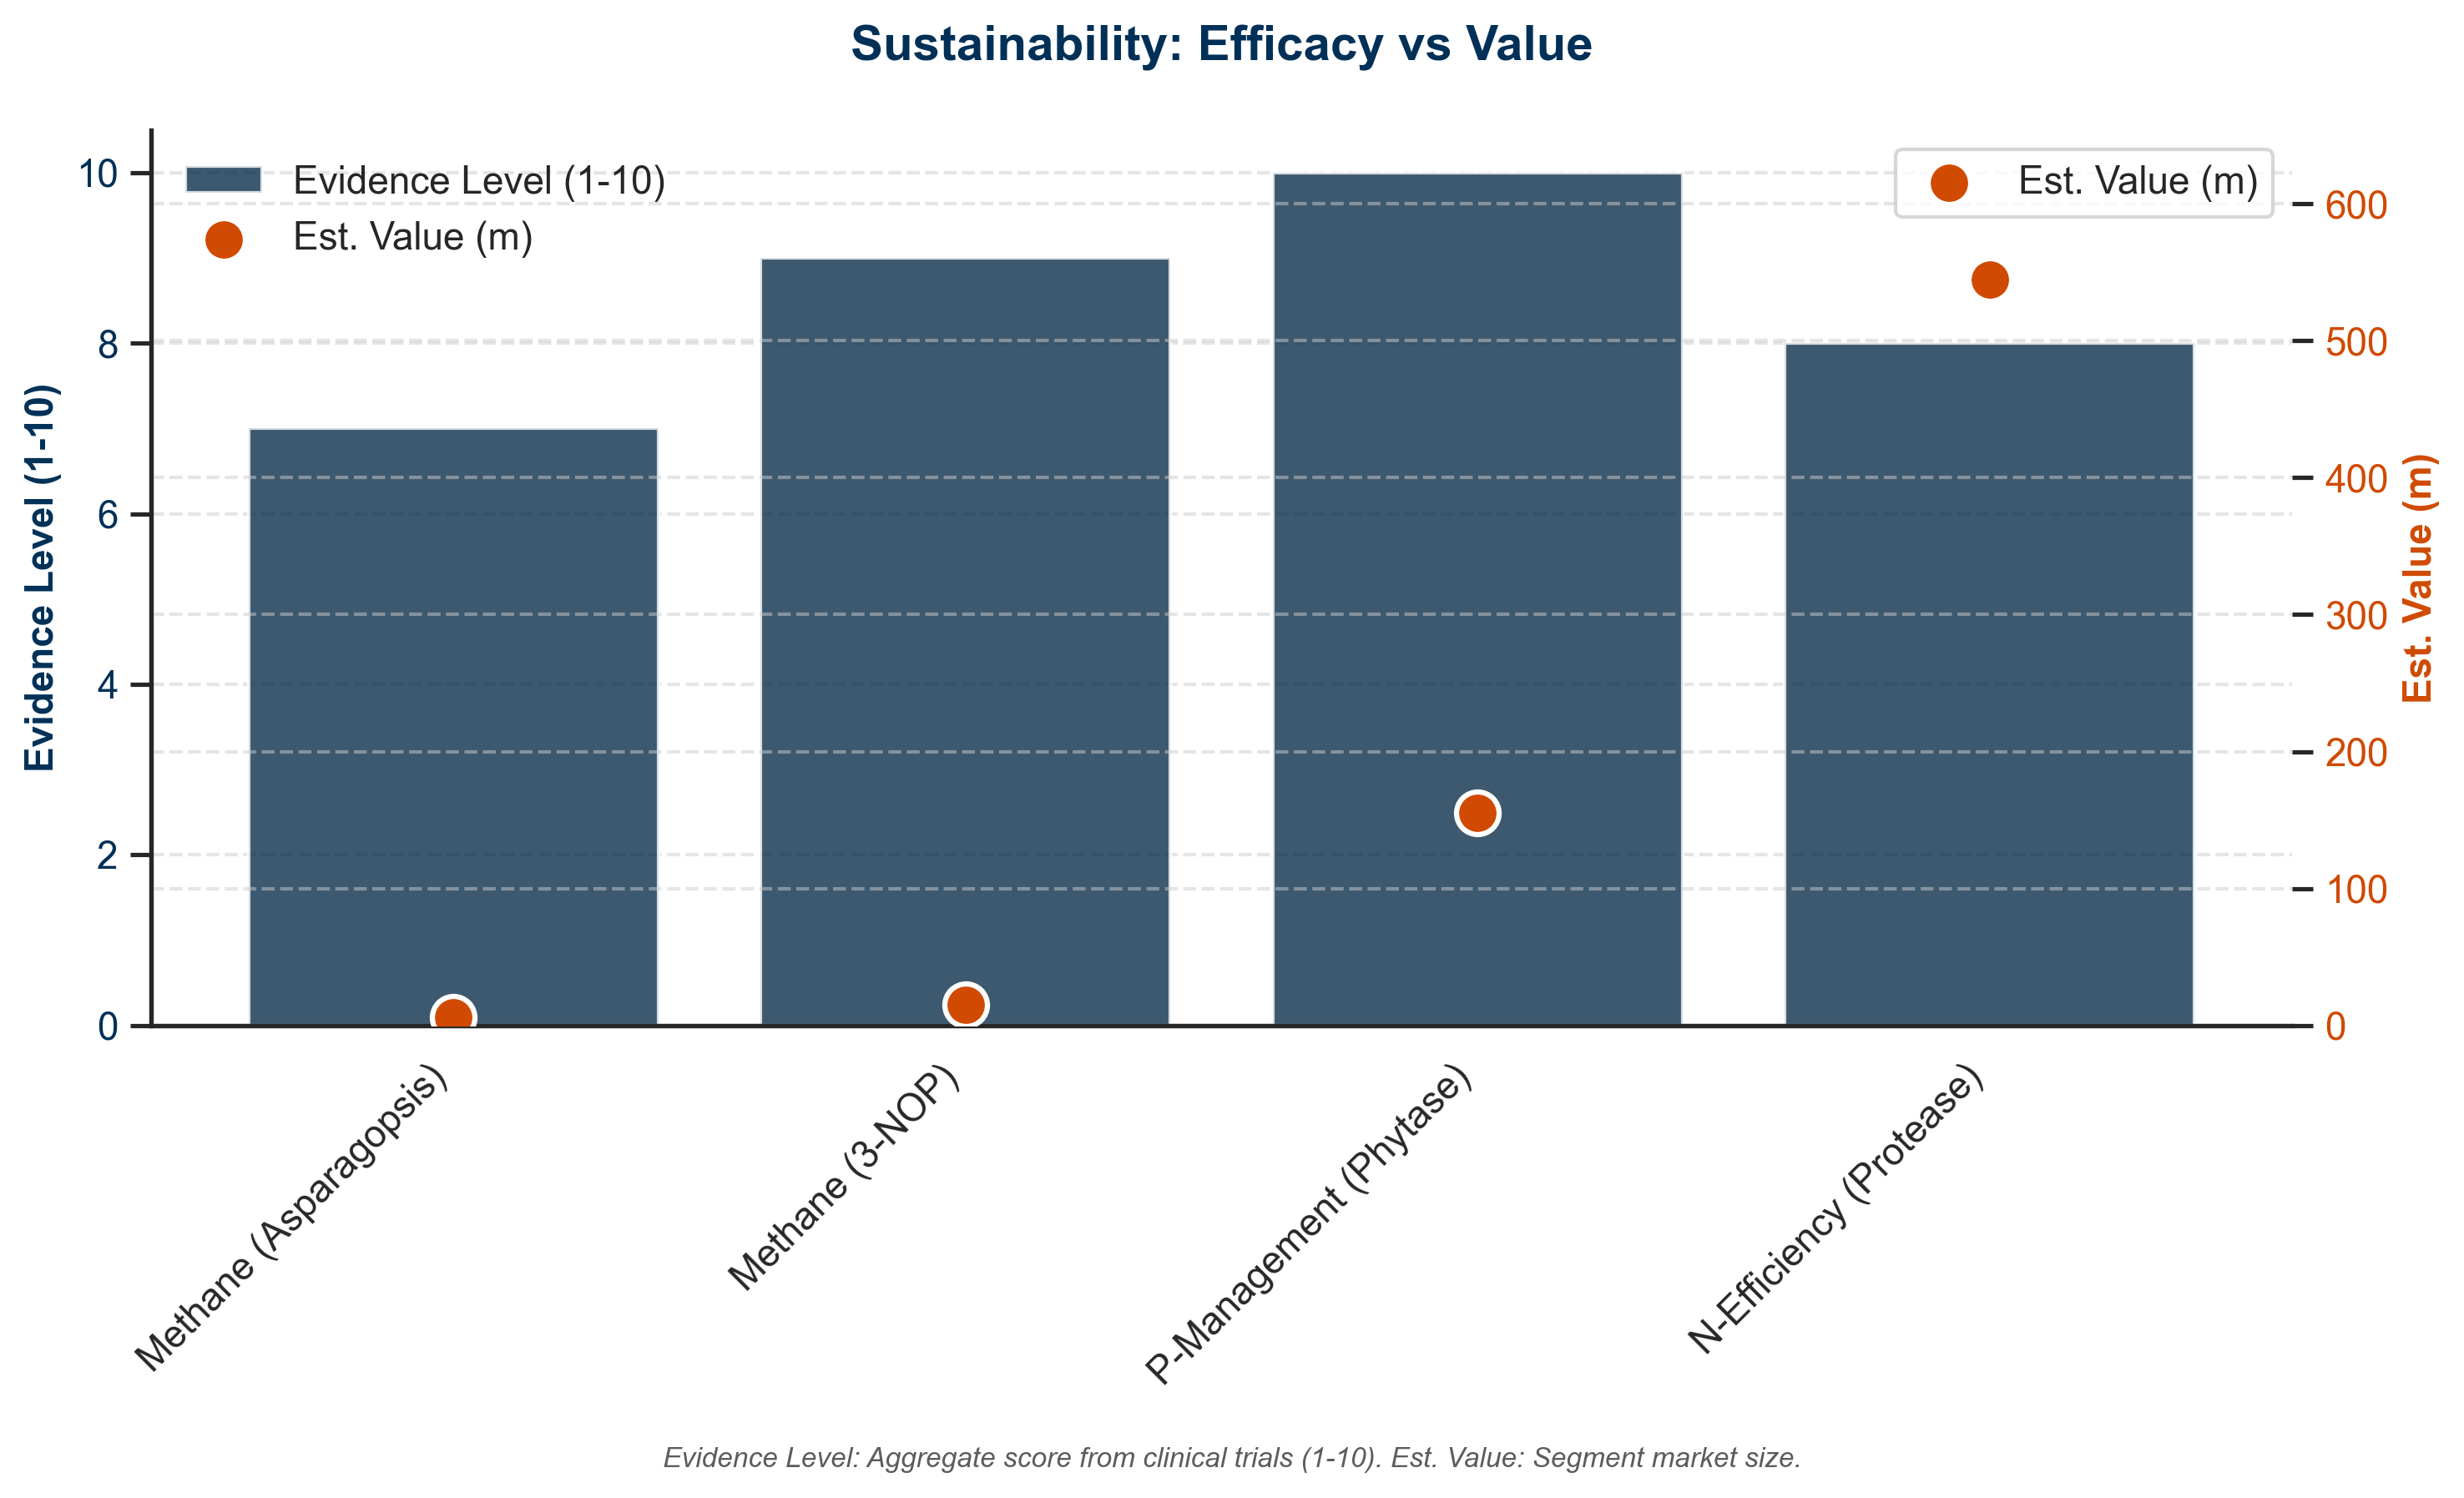 Sustainability: Efficacy vs Value
Evidence Level (1-10)
Est. Value (m)
Est. Value (m)
Evidence Level (1-10)
10
8
6
4
2
0
600
500
400
300
200
100
0
Est. Value (m)
Methane (Asparagopsis)
Methane (3-NOP)
P-Management (Phytase)
N-Efficiency (Protease)
Evidence Level: Aggregate score from clinical trials (1-10). Est. Value: Segment market size.